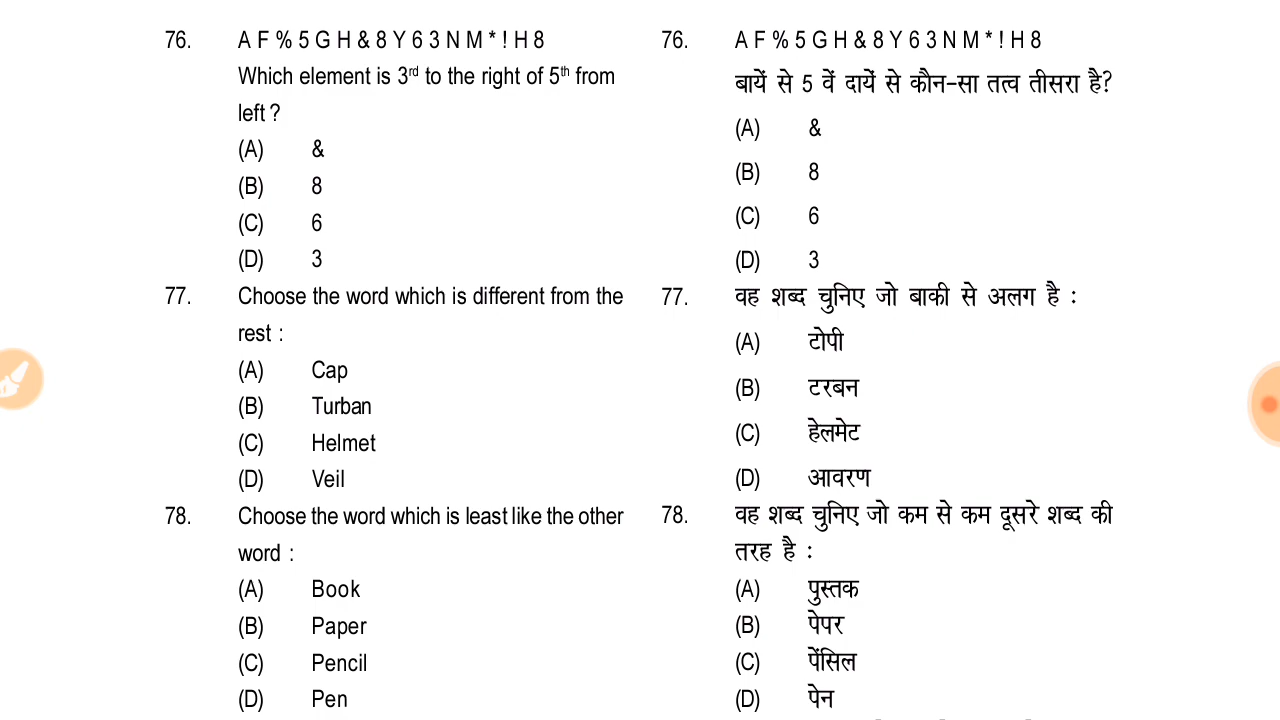 76. A F % 5 G H & 8 Y 6 3 N M * ! H 8
Which element is 3rd to the right of 5th from
left ?
(A) &
(B) 8
(C) 6
(D) 3
77. Choose the word which is different from the
rest :
(A) Cap
(B) Turban
(C) Helmet
(D) Veil
78. Choose the word which is least like the other
word :
(A) Book
(B) Paper
(C) Pencil
(D) Pen
76. A F % 5 G H & 8 Y 6 3 N M * ! H 8
बायें से 5 वें दायें से कौन-सा तत्व तीसरा है?
(A) &
(B) 8
(C) 6
(D) 3
77. वह शब्द चुनिए जो बाकी से अलग है :
(A) टोपी
(B) टरबन
(C) हेलमेट
(D) आवरण
78. वह शब्द चुनिए जो कम से कम दूसरे शब्द की
तरह है :
(A) पुस्तक
(B) पेपर
(C) पेंसिल
(D) पेन